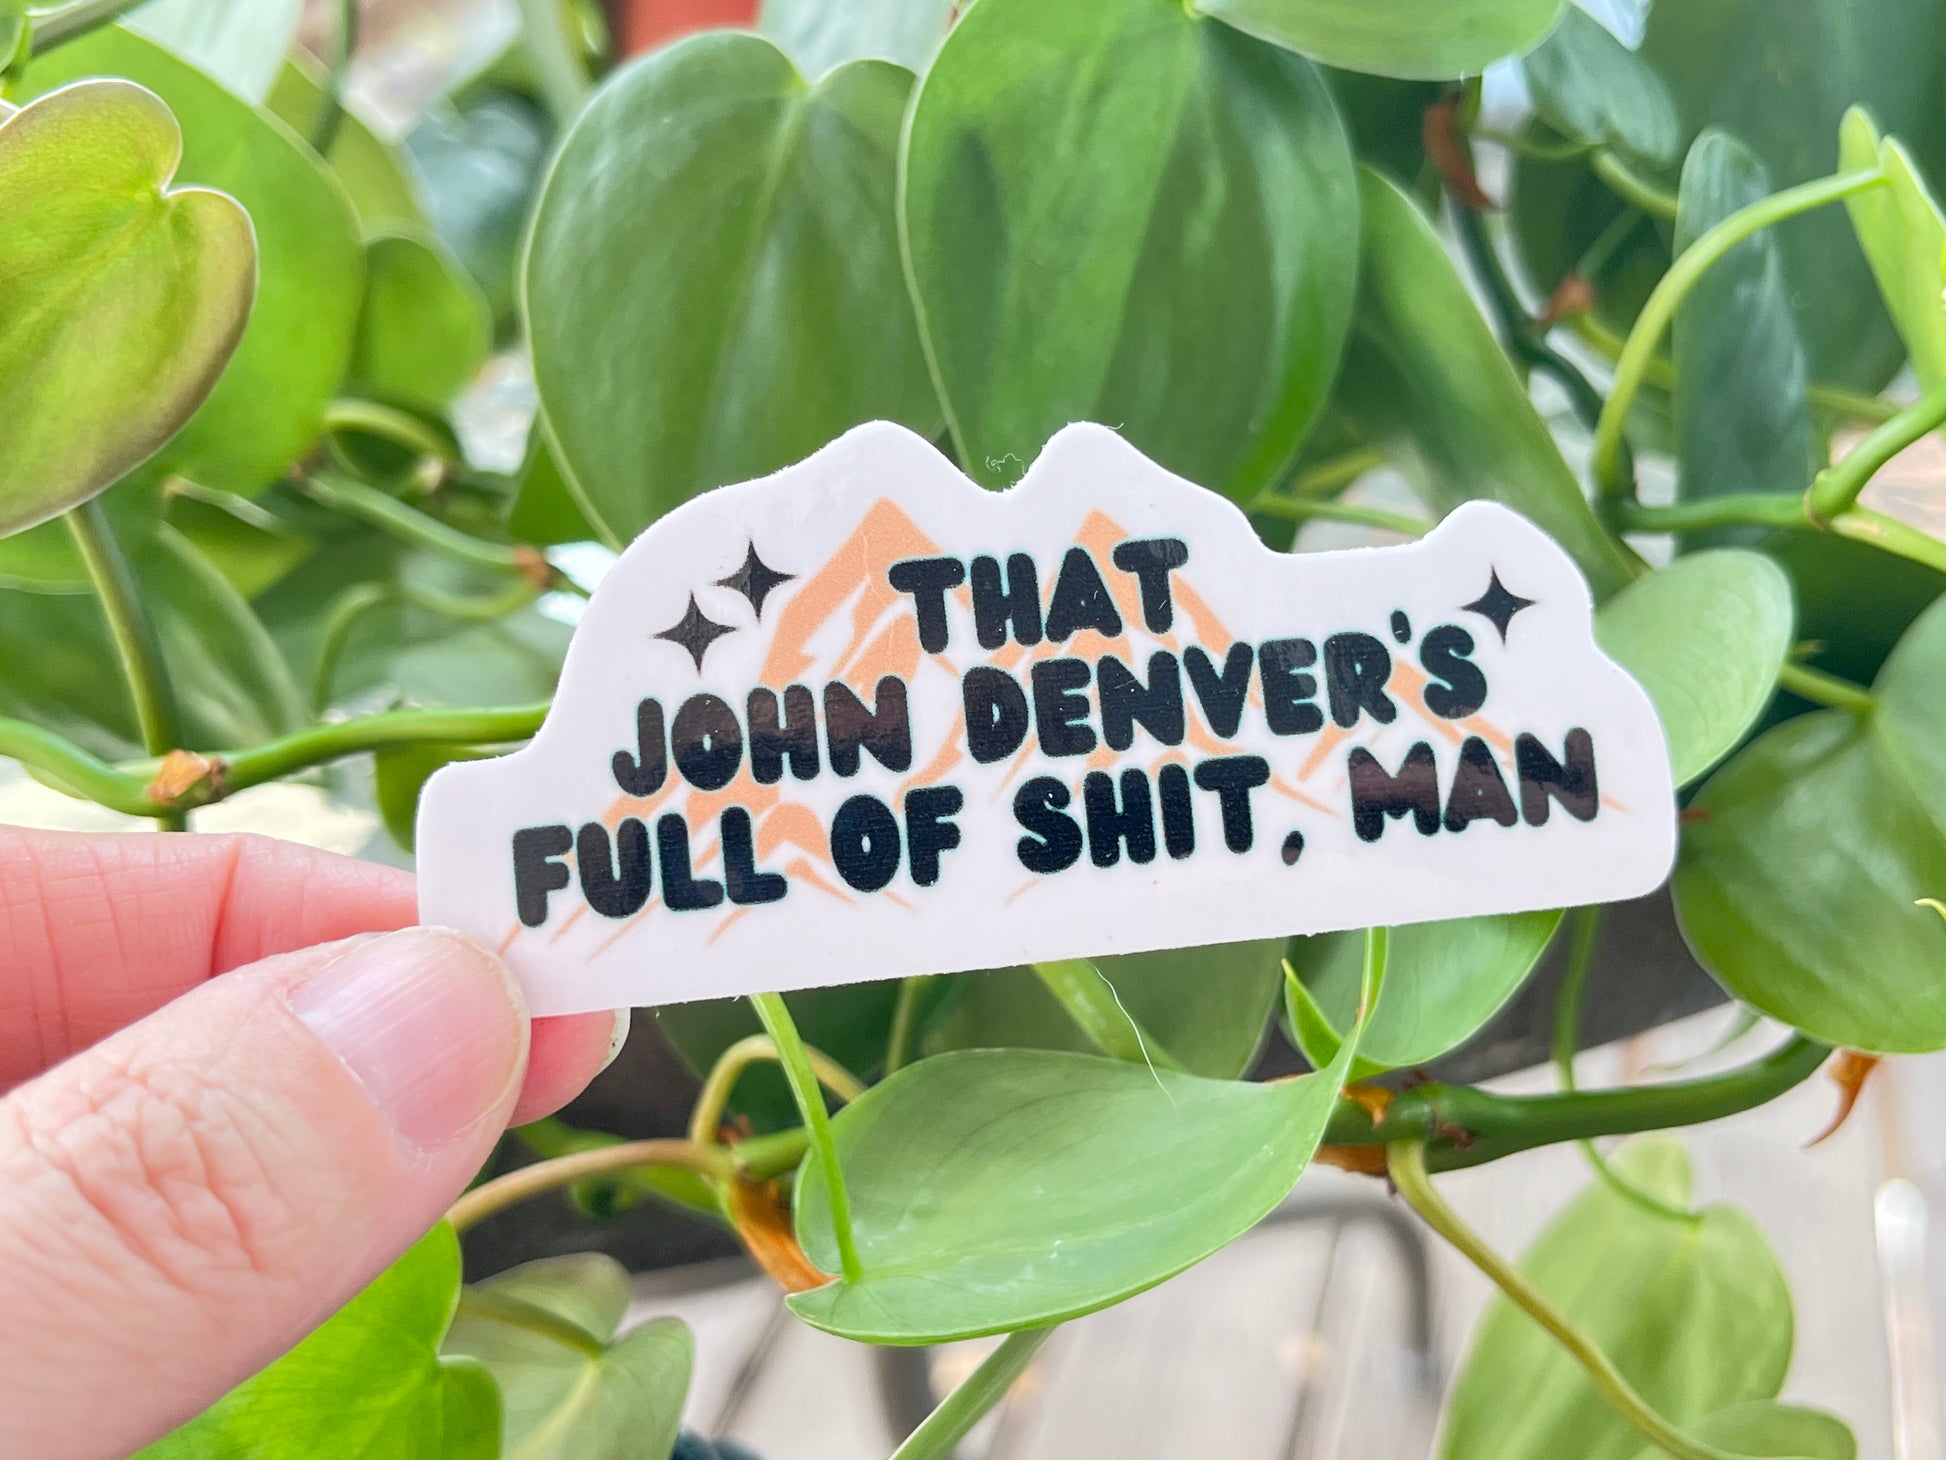 THAT
JOHN DENVER'S
FULL OF SHIT, MAN